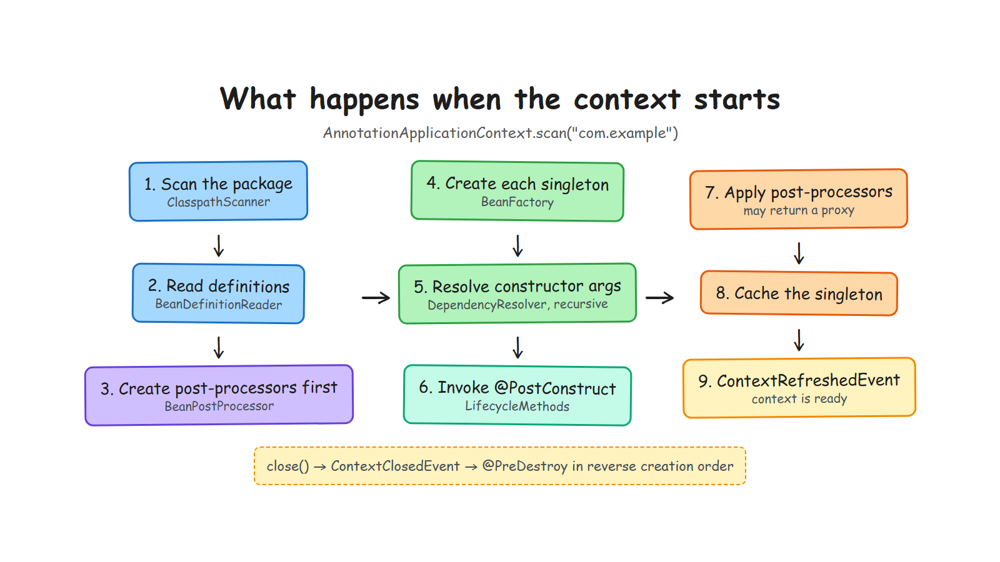 What happens when the context starts
AnnotationApplicationContext.scan("com.example")
1. Scan the package
ClasspathScanner
2. Read definitions
BeanDefinitionReader
3. Create post-processors first
BeanPostProcessor
4. Create each singleton
BeanFactory
5. Resolve constructor args
DependencyResolver, recursive
6. Invoke @PostConstruct
LifecycleMethods
7. Apply post-processors
may return a proxy
8. Cache the singleton
9. ContextRefreshedEvent
context is ready
close() → ContextClosedEvent → @PreDestroy in reverse creation order